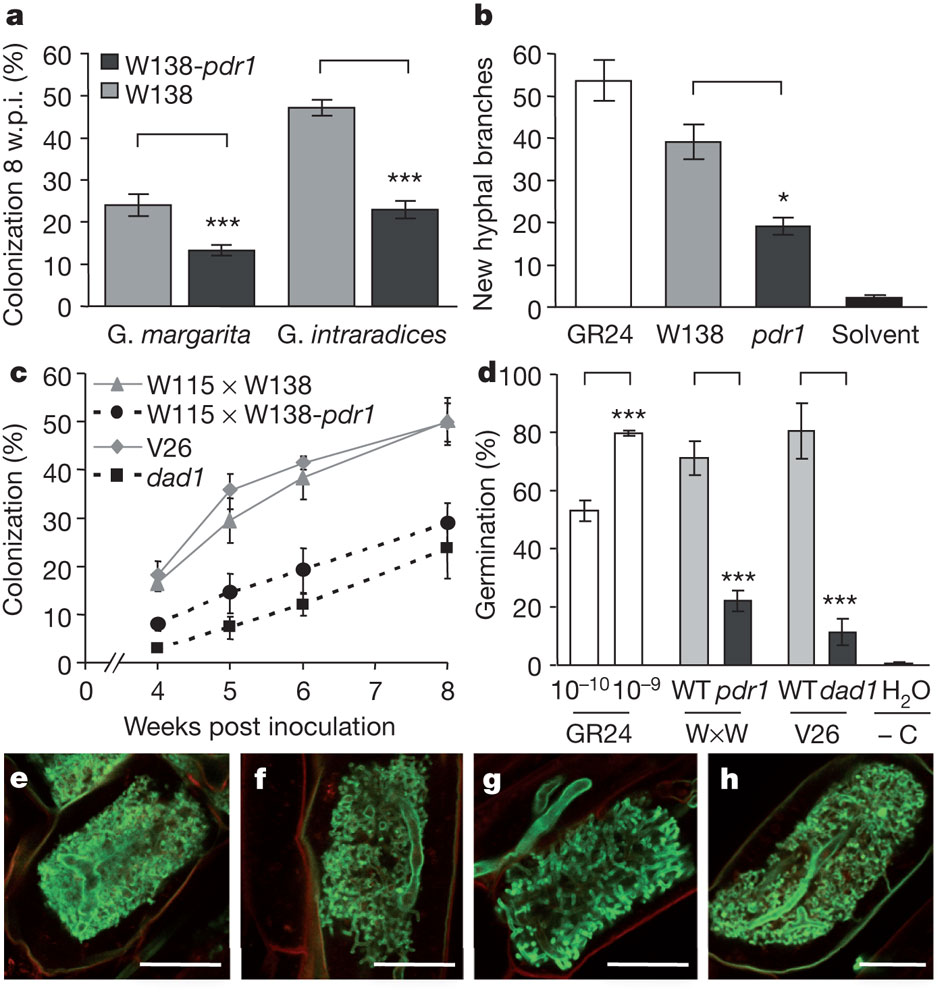 a
Colonization 8 w.p.i. (%)
60
50
40
30
20
10
0
W138-pdr1
W138
***
***
G. margarita
G. intraradices
b
New hyphal branches
60
50
40
30
20
10
0
*
GR24
W138
pdr1
Solvent
c
Colonization (%)
60
50
40
30
20
10
0
W115 × W138
W115 × W138-pdr1
V26
dad1
0 4 5 6 7 8
Weeks post inoculation
d
Germination (%)
100
80
60
40
20
0
***
***
***
10–10 10–9 WT pdr1 WT dad1 H2O
GR24 W×W V26 – C
e
f
g
h